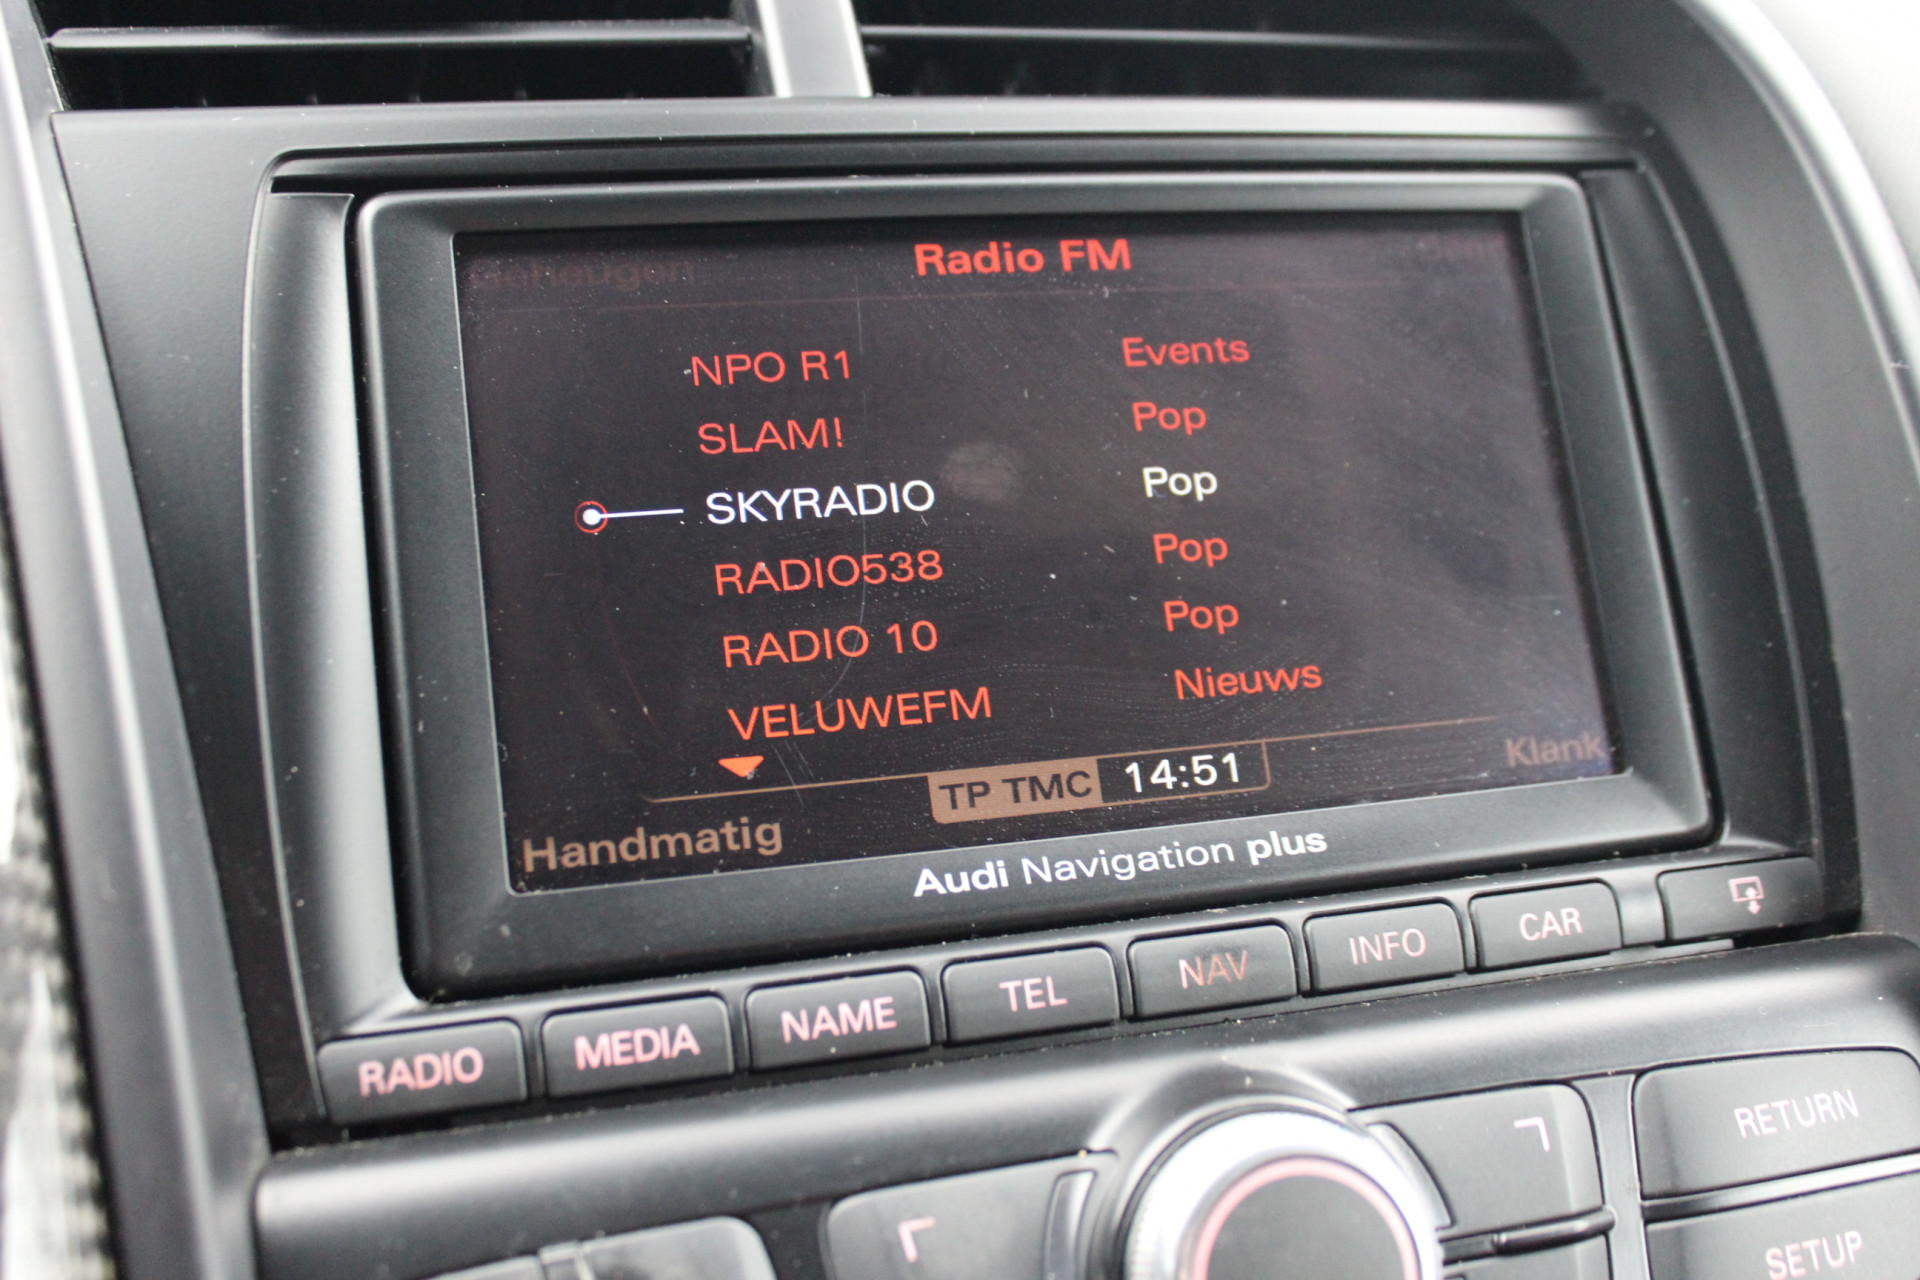 Geheugen Radio FM
NPO R1 Events
SLAM! Pop
SKYRADIO Pop
RADIO538 Pop
RADIO 10 Pop
VELUWEFM Nieuws
Handmatig TP TMC 14:51 Klank
Audi Navigation plus
RADIO MEDIA NAME TEL NAV INFO CAR
RETURN
SETUP